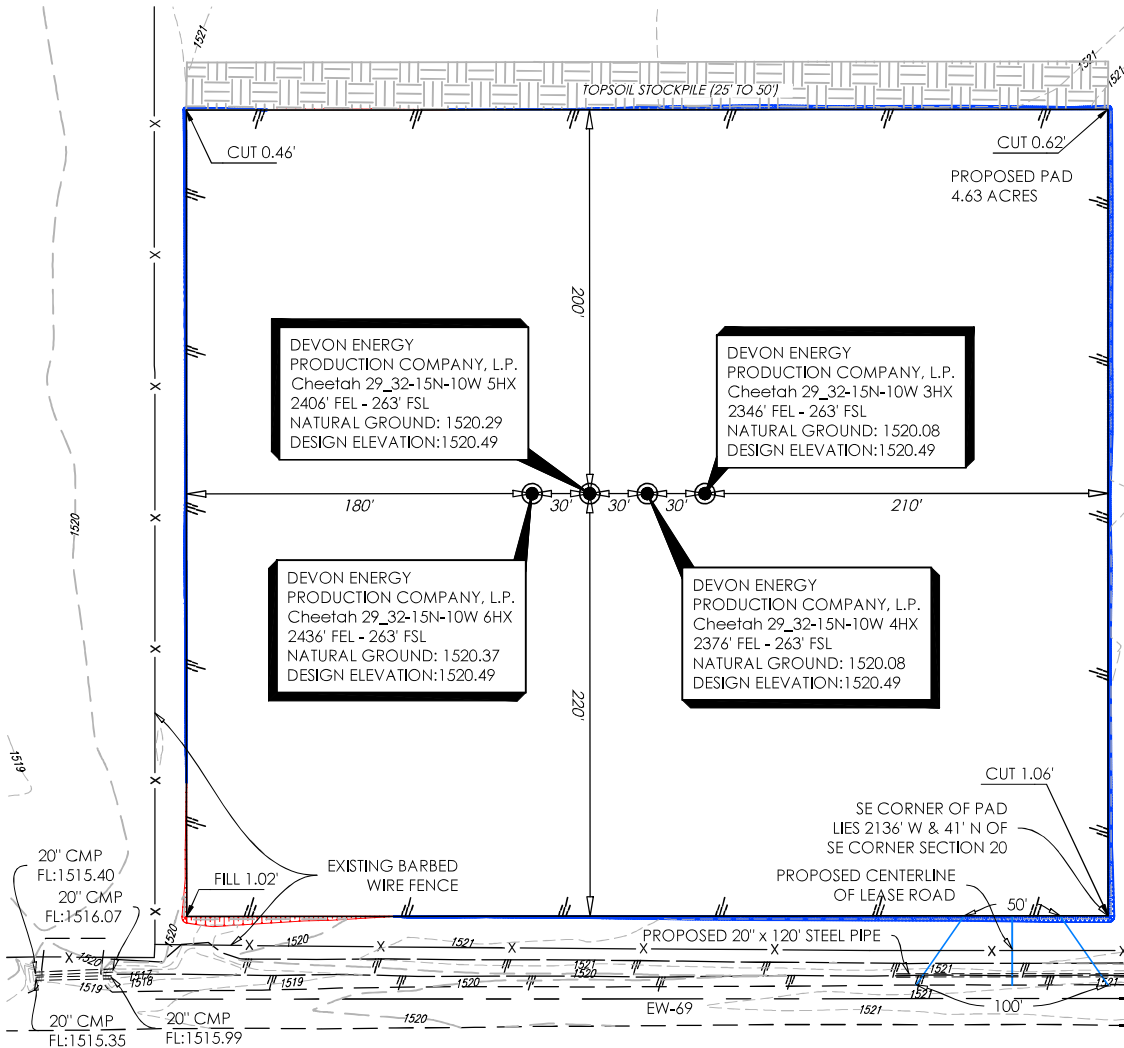 1521
1521
1521
TOPSOIL STOCKPILE (25' TO 50')
CUT 0.46'
CUT 0.62'
PROPOSED PAD
4.63 ACRES
200'
DEVON ENERGY
PRODUCTION COMPANY, L.P.
Cheetah 29_32-15N-10W 5HX
2406' FEL - 263' FSL
NATURAL GROUND: 1520.29
DESIGN ELEVATION:1520.49
DEVON ENERGY
PRODUCTION COMPANY, L.P.
Cheetah 29_32-15N-10W 3HX
2346' FEL - 263' FSL
NATURAL GROUND: 1520.08
DESIGN ELEVATION:1520.49
180'
30'
30'
30'
210'
1520
DEVON ENERGY
PRODUCTION COMPANY, L.P.
Cheetah 29_32-15N-10W 6HX
2436' FEL - 263' FSL
NATURAL GROUND: 1520.37
DESIGN ELEVATION:1520.49
DEVON ENERGY
PRODUCTION COMPANY, L.P.
Cheetah 29_32-15N-10W 4HX
2376' FEL - 263' FSL
NATURAL GROUND: 1520.08
DESIGN ELEVATION:1520.49
220'
1519
CUT 1.06'
SE CORNER OF PAD
LIES 2136' W & 41' N OF
SE CORNER SECTION 20
20" CMP
FL:1515.40
20" CMP
FL:1516.07
FILL 1.02'
EXISTING BARBED
WIRE FENCE
PROPOSED CENTERLINE
OF LEASE ROAD
50'
PROPOSED 20" x 120' STEEL PIPE
1520
1520
1521
1520
1517
1518
1519
1519
1520
1521
1520
1521
1521
1521
100'
EW-69
1521
1520
20" CMP
FL:1515.35
20" CMP
FL:1515.99